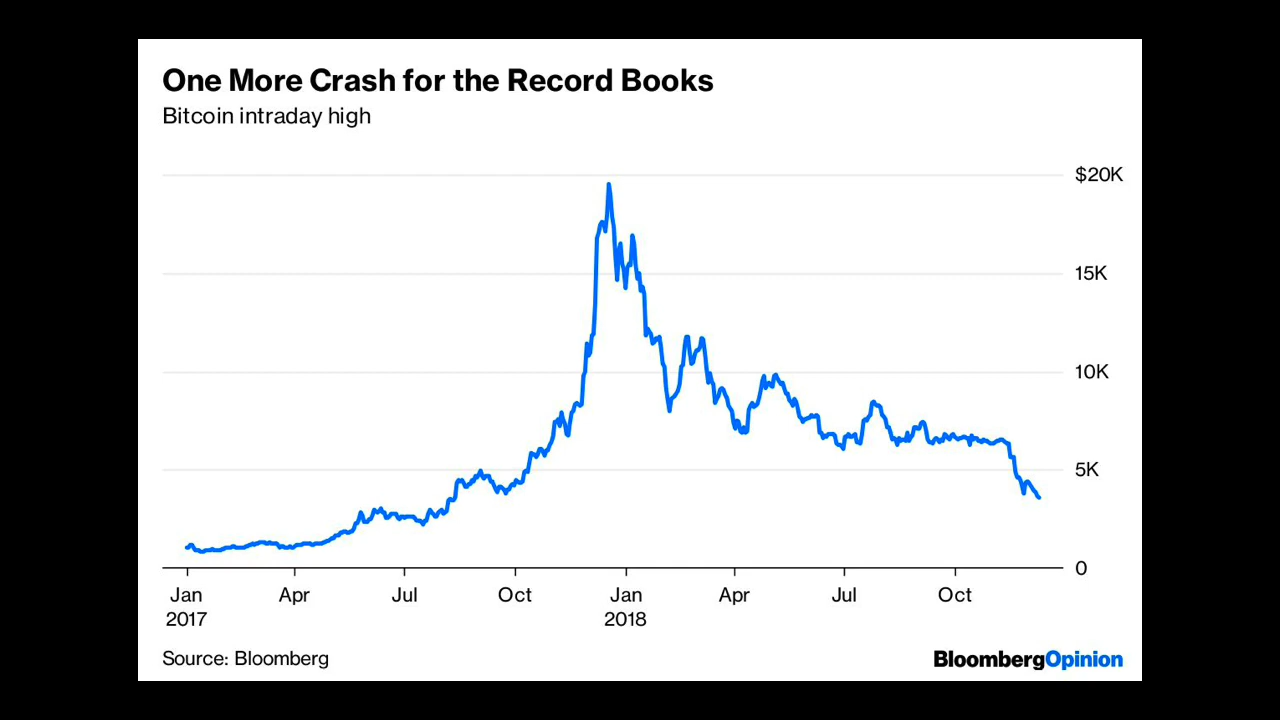 One More Crash for the Record Books
Bitcoin intraday high
$20K
15K
10K
5K
0
Jan Apr Jul Oct Jan Apr Jul Oct
2017 2018
Source: Bloomberg
BloombergOpinion